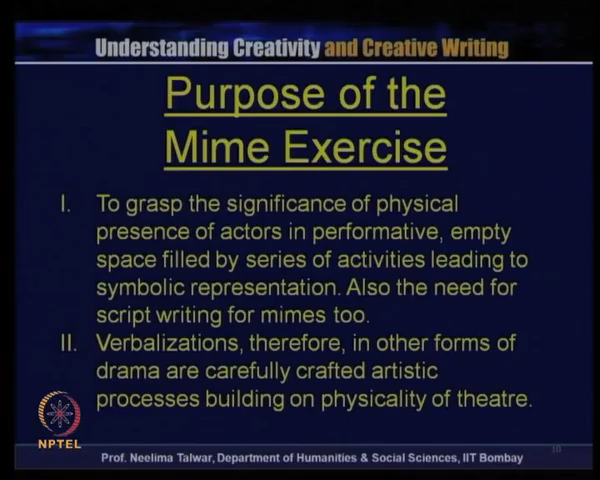 Understanding Creativity and Creative Writing
Purpose of the
Mime Exercise
I. To grasp the significance of physical
presence of actors in performative, empty
space filled by series of activities leading to
symbolic representation. Also the need for
script writing for mimes too.
II. Verbalizations, therefore, in other forms of
drama are carefully crafted artistic
processes building on physicality of theatre.
NPTEL
Prof. Neelima Talwar, Department of Humanities & Social Sciences, IIT Bombay
10